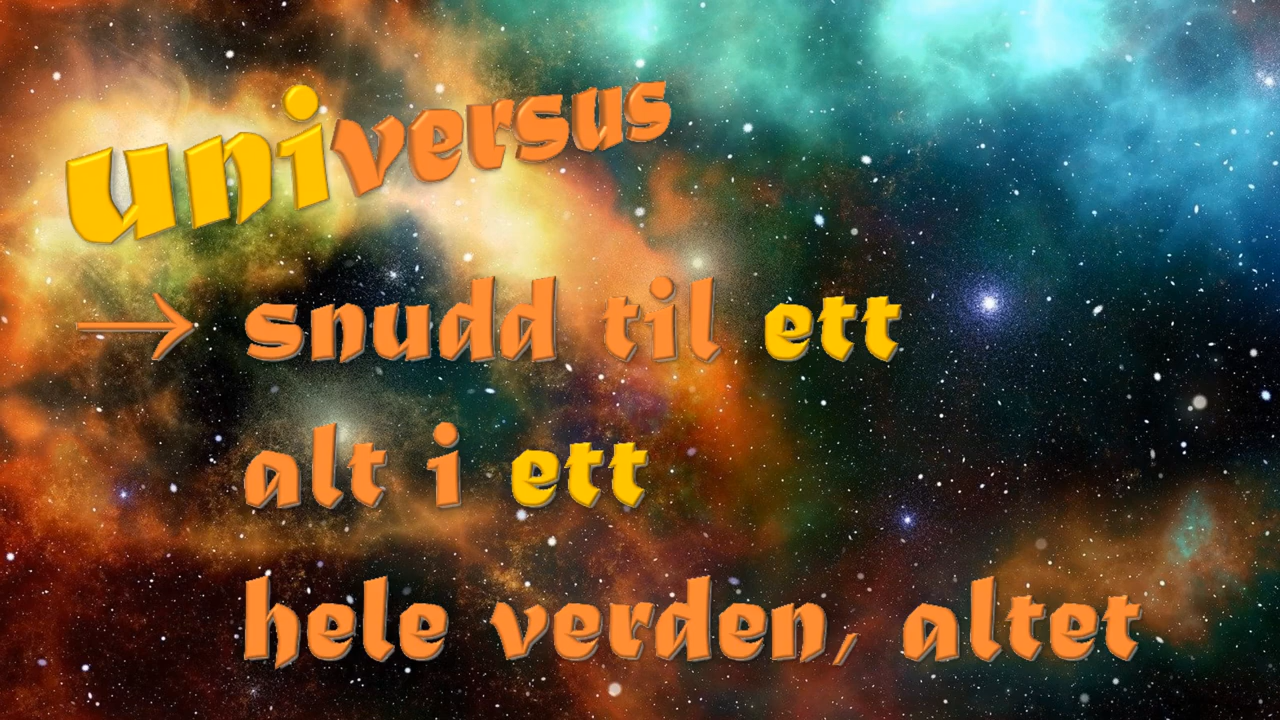 universus
→ snudd til ett
alt i ett
hele verden, altet